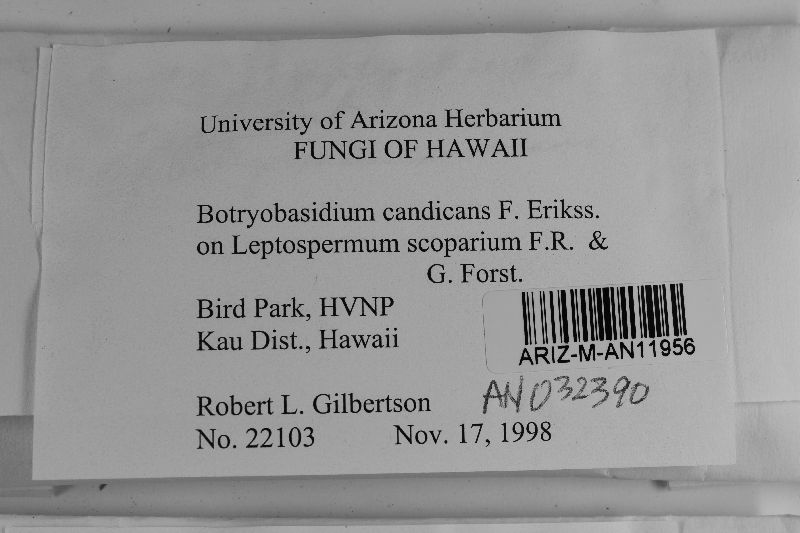 University of Arizona Herbarium
FUNGI OF HAWAII
Botryobasidium candicans F. Erikss.
on Leptospermum scoparium F.R. &
G. Forst.
Bird Park, HVNP
Kau Dist., Hawaii
ARIZ-M-AN11956
AN032390
Robert L. Gilbertson
No. 22103 Nov. 17, 1998